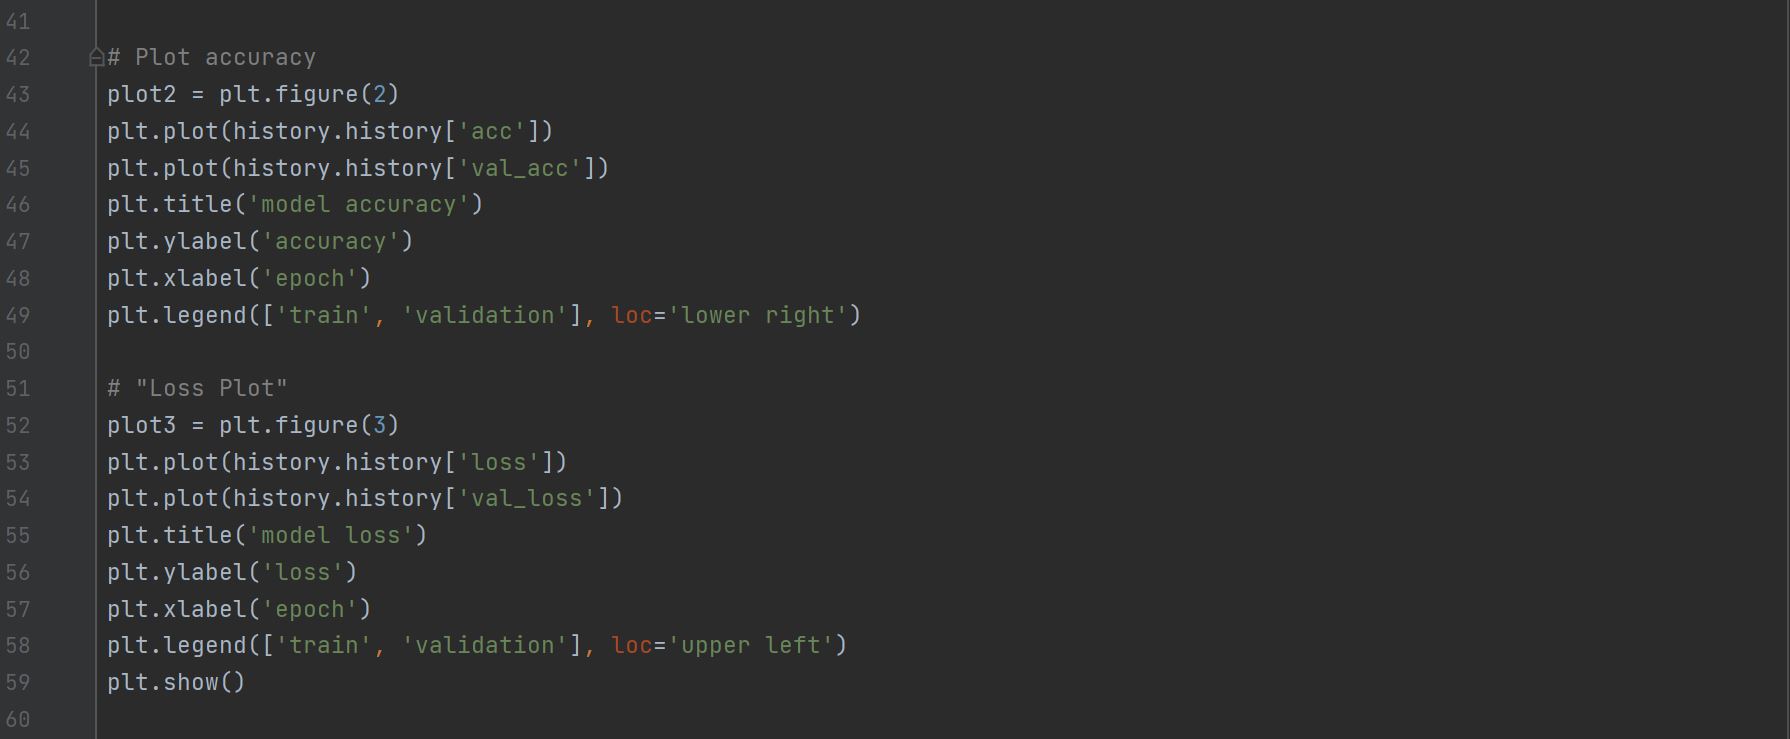 41
42 # Plot accuracy
43 plot2 = plt.figure(2)
44 plt.plot(history.history['acc'])
45 plt.plot(history.history['val_acc'])
46 plt.title('model accuracy')
47 plt.ylabel('accuracy')
48 plt.xlabel('epoch')
49 plt.legend(['train', 'validation'], loc='lower right')
50
51 # "Loss Plot"
52 plot3 = plt.figure(3)
53 plt.plot(history.history['loss'])
54 plt.plot(history.history['val_loss'])
55 plt.title('model loss')
56 plt.ylabel('loss')
57 plt.xlabel('epoch')
58 plt.legend(['train', 'validation'], loc='upper left')
59 plt.show()
60